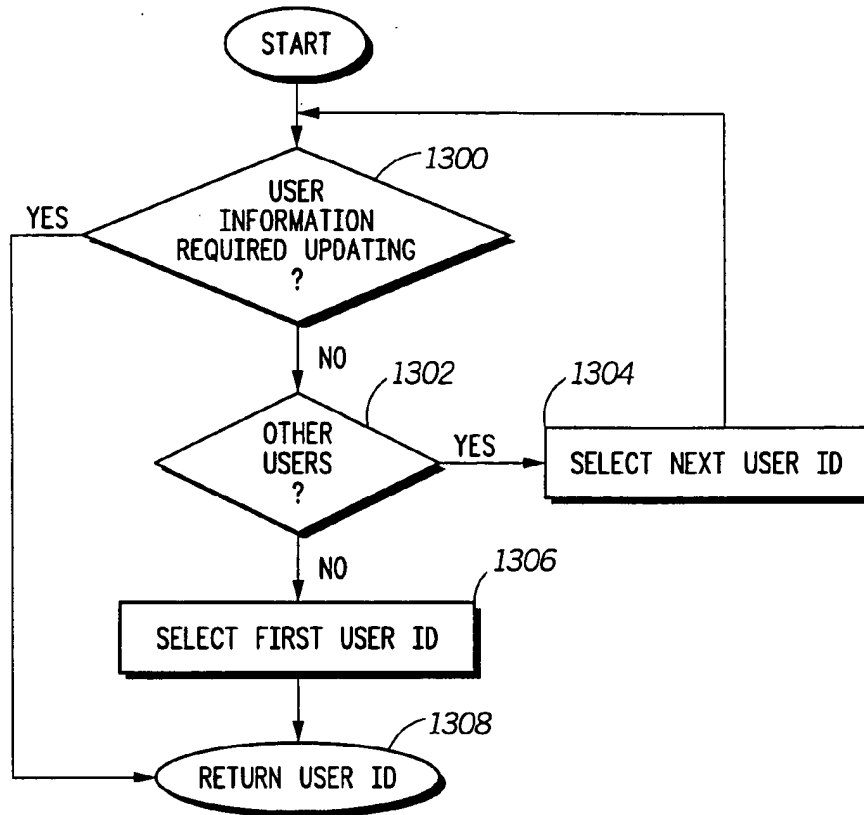 START
1300
USER
INFORMATION
REQUIRED UPDATING
?
YES
NO
1302
OTHER
USERS
?
YES
1304
SELECT NEXT USER ID
NO
1306
SELECT FIRST USER ID
1308
RETURN USER ID